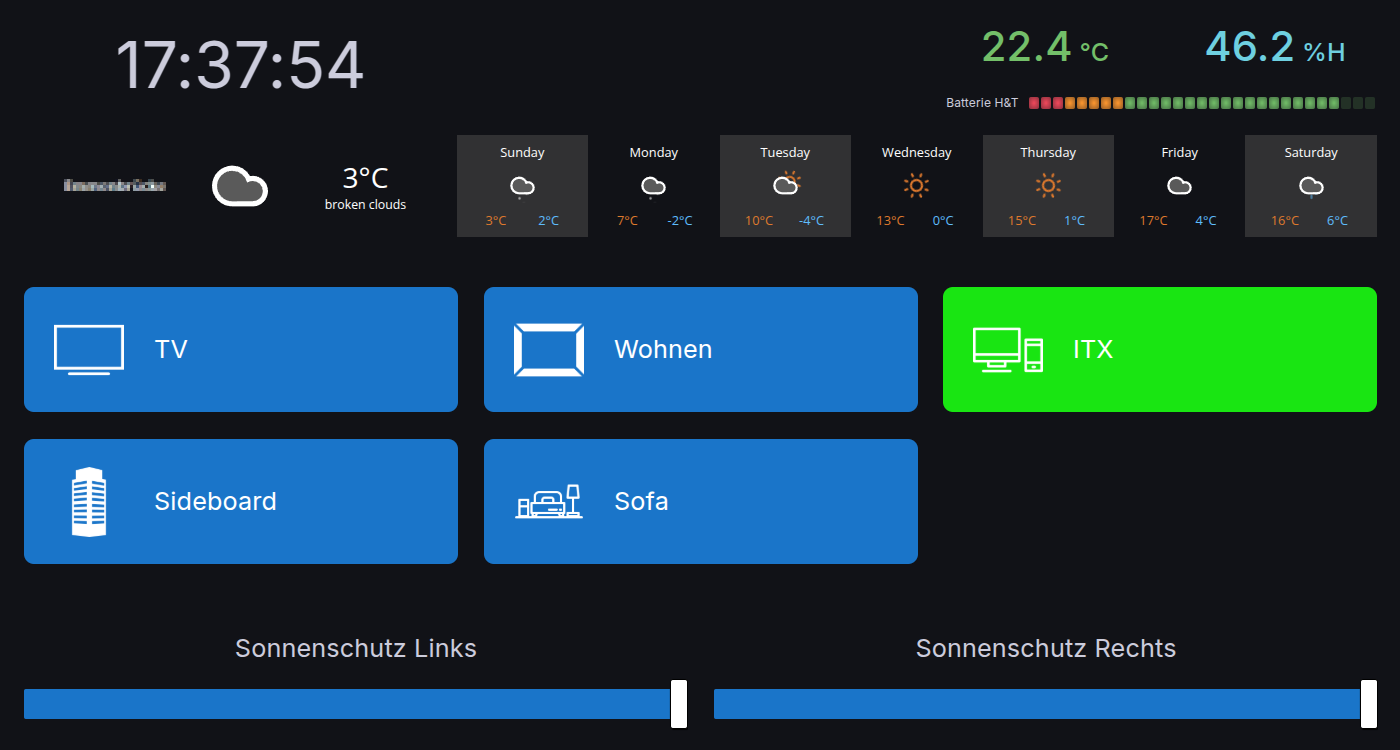 17:37:54
22.4 °C
46.2 %H
Batterie H&T
3°C
broken clouds
Sunday
3°C 2°C
Monday
7°C -2°C
Tuesday
10°C -4°C
Wednesday
13°C 0°C
Thursday
15°C 1°C
Friday
17°C 4°C
Saturday
16°C 6°C
TV
Wohnen
ITX
Sideboard
Sofa
Sonnenschutz Links
Sonnenschutz Rechts